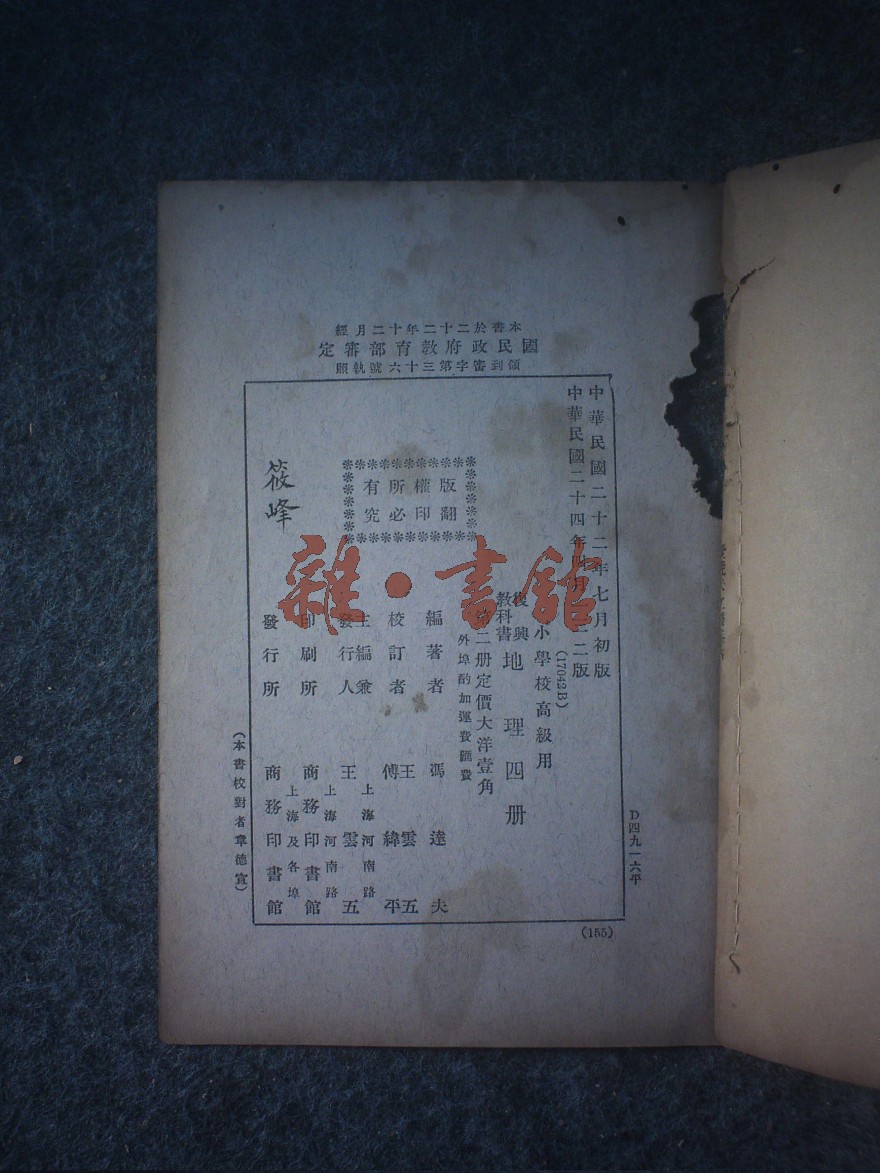 本書於二十二年十二月經
國民政府教育部審定
領到審字第三十六號執照
中華民國二十二年七月初版
中華民國二十四年四月 二版
(17042B)
小學校高級用
復興
教科書
地理四册
第二册定價大洋壹角
外埠酌加運費匯費
版權所有
翻印必究
編著者 馮達夫
校訂者 王雲五
傅緯平
主編兼
發行人 王雲五
上海河南路
印刷所 商務印書館
上海河南路
發行所 商務印書館
上海及各埠
筱峰
(本書校對者章德宣)
D四九一六平
(155)
雜·書館